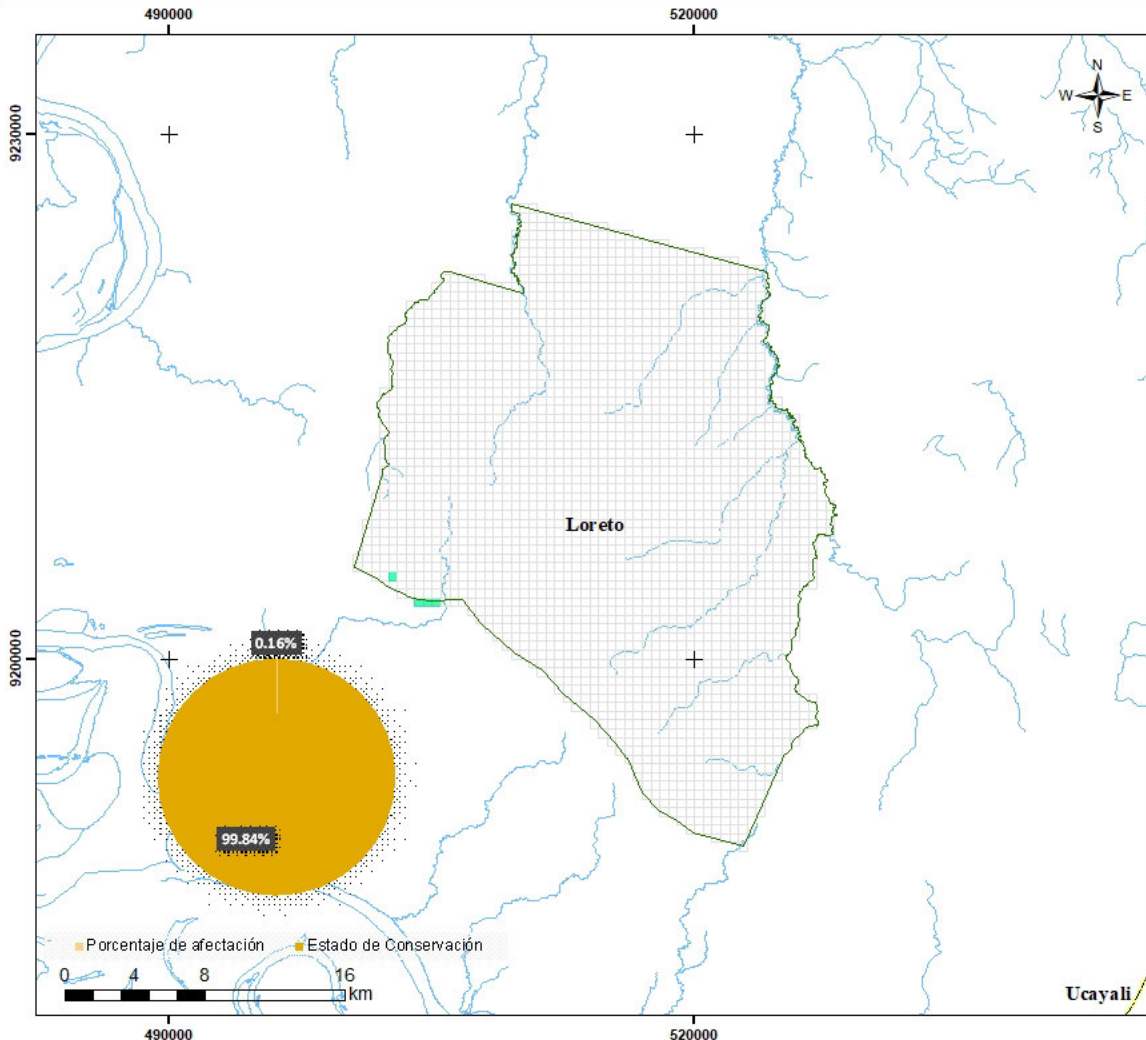 490000
520000
N
W
E
S
9230000
9230000
Loreto
9200000
0.16%
99.84%
Porcentaje de afectación
Estado de Conservación
0 4 8 16
km
Ucayali
490000
520000